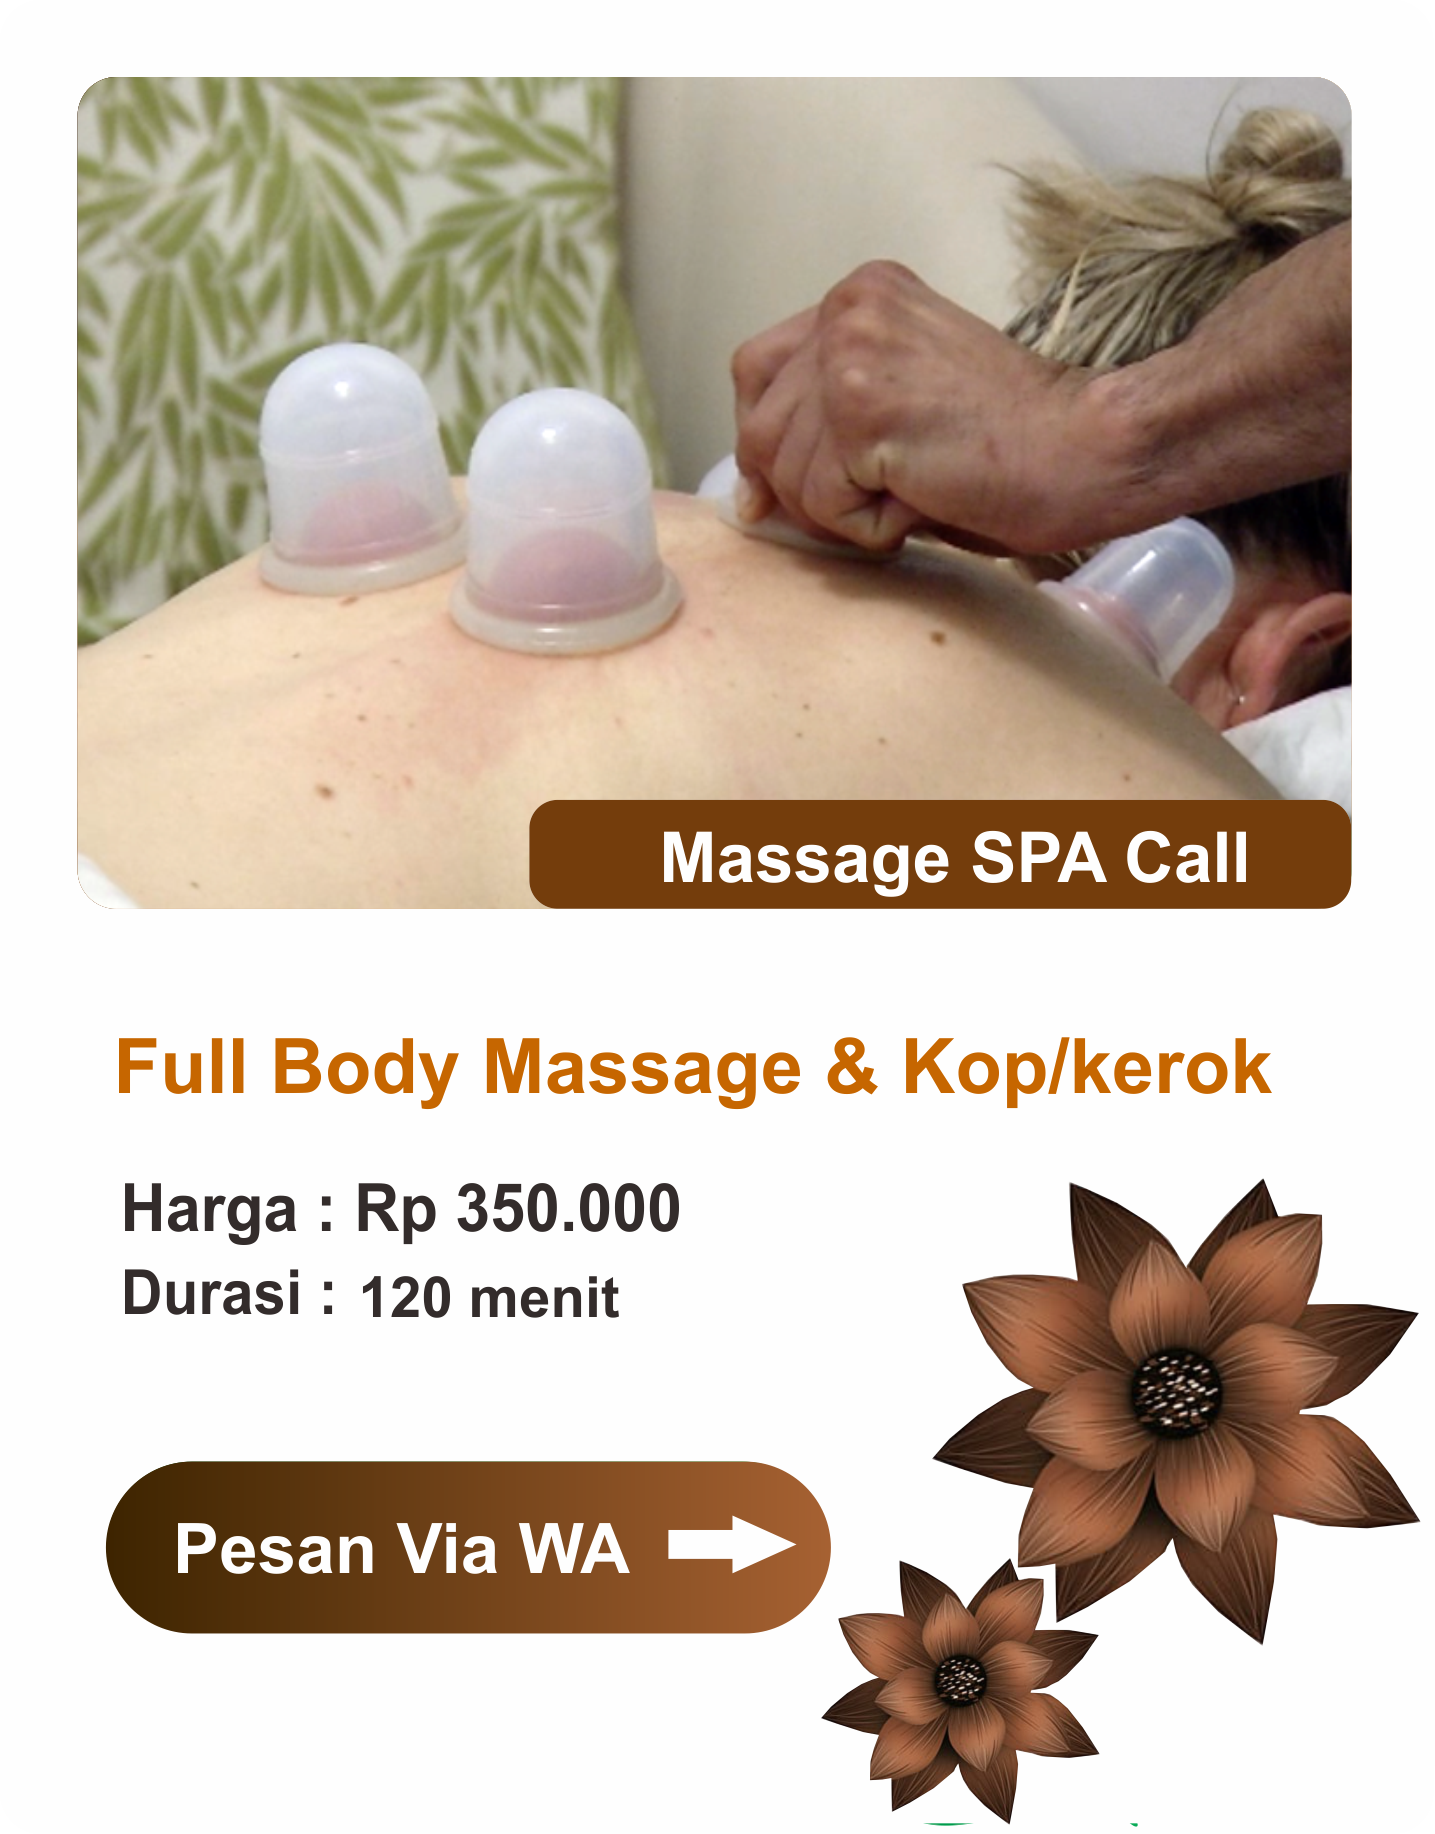 Massage SPA Call
Full Body Massage & Kop/kerok
Harga : Rp 350.000
Durasi : 120 menit
Pesan Via WA